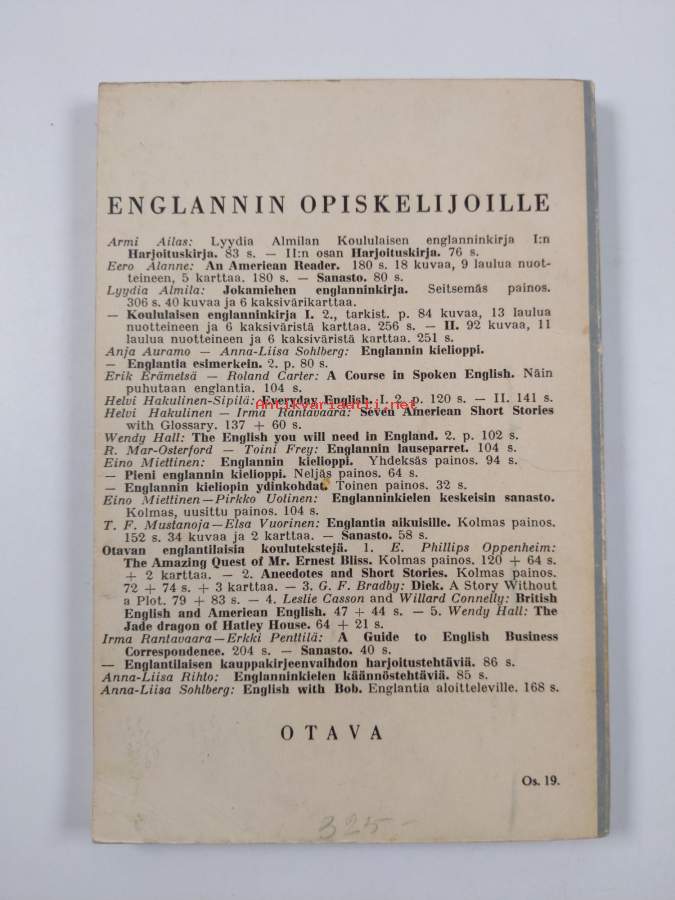 ENGLANNIN OPISKELIJOILLE
Armi Ailas: Lyydia Almilan Koululaisen englanninkirja I:n
Harjoituskirja. 83 s. — II:n osan Harjoituskirja. 76 s.
Eero Alanne: An American Reader. 180 s. 18 kuvaa, 9 laulua nuot-
teineen, 5 karttaa. 180 s. — Sanasto. 80 s.
Lyydia Almila: Jokamiehen englanninkirja. Seitsemäs painos.
306 s. 40 kuvaa ja 6 kaksivärikarttaa.
— Koululaisen englanninkirja I. 2., tarkist. p. 84 kuvaa, 13 laulua
nuotteineen ja 6 kaksiväristä karttaa. 256 s. — II. 92 kuvaa, 11
laulua nuotteineen ja 6 kaksiväristä karttaa. 251 s.
Anja Auramo — Anna-Liisa Sohlberg: Englannin kielioppi.
— Englantia esimerkein. 2. p. 80 s.
Erik Erämetsä — Roland Carter: A Course in Spoken English. Näin
puhutaan englantia. 104 s.
Helvi Hakulinen-Sipilä: Everyday English. I. 2. p. 120 s. — II. 141 s.
Antikvariaatti.net
Helvi Hakulinen — Irma Rantavaara: Seven American Short Stories
with Glossary. 137 + 60 s.
Wendy Hall: The English you will need in England. 2. p. 102 s.
R. Mar-Osterford — Toini Frey: Englannin lauseparret. 104 s.
Eino Miettinen: Englannin kielioppi. Yhdeksäs painos. 94 s.
— Pieni englannin kielioppi. Neljäs painos. 64 s.
— Englannin kieliopin ydinkohdat. Toinen painos. 32 s.
Eino Miettinen—Pirkko Uotinen: Englanninkielen keskeisin sanasto.
Kolmas, uusittu painos. 104 s.
T. F. Mustanoja—Elsa Vuorinen: Englantia aikuisille. Kolmas painos.
152 s. 34 kuvaa ja 2 karttaa. — Sanasto. 58 s.
Otavan englantilaisia koulutekstejä. 1. E. Phillips Oppenheim:
The Amazing Quest of Mr. Ernest Bliss. Kolmas painos. 120 + 64 s.
+ 2 karttaa. — 2. Anecdotes and Short Stories. Kolmas painos.
72 + 74 s. + 3 karttaa. — 3. G. F. Bradby: Dick. A Story Without
a Plot. 79 + 83 s. — 4. Leslie Casson and Willard Connelly: British
English and American English. 47 + 44 s. — 5. Wendy Hall: The
Jade dragon of Hatley House. 64 + 21 s.
Irma Rantavaara—Erkki Penttilä: A Guide to English Business
Correspondence. 204 s. — Sanasto. 40 s.
— Englantilaisen kauppakirjeenvaihdon harjoitustehtäviä. 86 s.
Anna-Liisa Rihto: Englanninkielen käännöstehtäviä. 85 s.
Anna-Liisa Sohlberg: English with Bob. Englantia aloitteleville. 168 s.
OTAVA
Os. 19.
325-